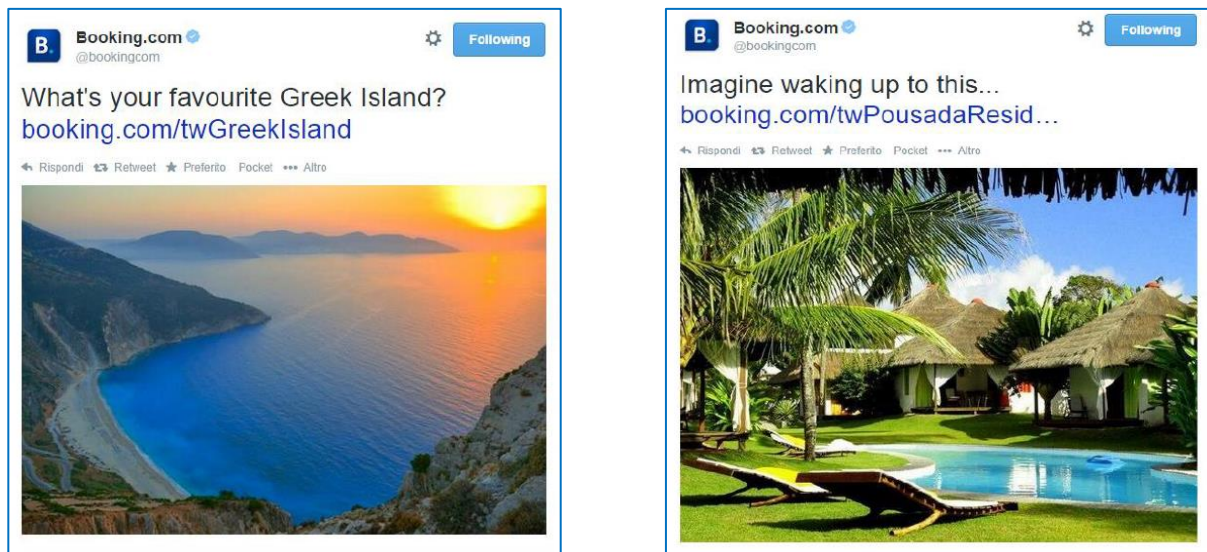 B.
Booking.com
@bookingcom
Following
What's your favourite Greek Island?
booking.com/twGreekIsland
Rispondi Retweet Preferito Pocket Altro
B.
Booking.com
@bookingcom
Following
Imagine waking up to this...
booking.com/twPousadaResid...
Rispondi Retweet Preferito Pocket Altro